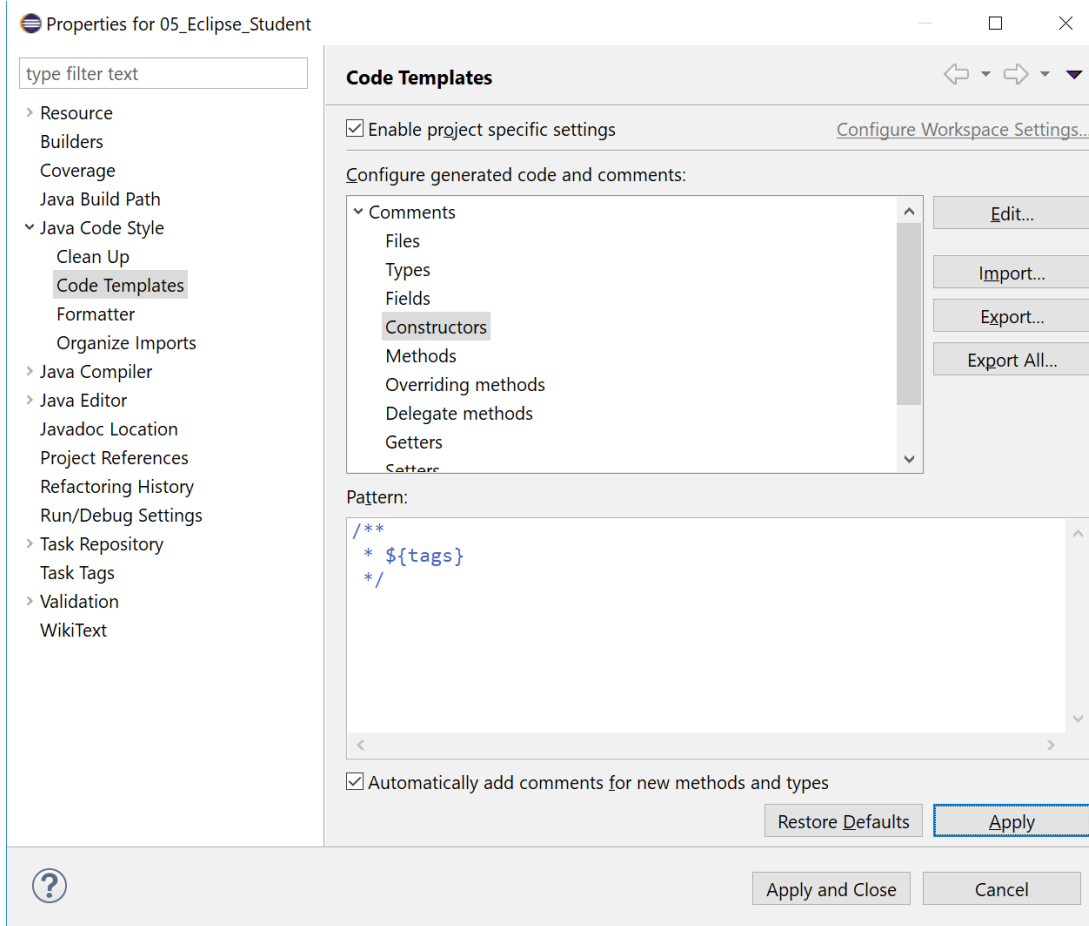 Properties for 05_Eclipse_Student
type filter text
Resource
Builders
Coverage
Java Build Path
Java Code Style
Clean Up
Code Templates
Formatter
Organize Imports
Java Compiler
Java Editor
Javadoc Location
Project References
Refactoring History
Run/Debug Settings
Task Repository
Task Tags
Validation
WikiText
Code Templates
Enable project specific settings
Configure Workspace Settings...
Configure generated code and comments:
Comments
Files
Types
Fields
Constructors
Methods
Overriding methods
Delegate methods
Getters
Setters
Edit...
Import...
Export...
Export All...
Pattern:
/**
 * ${tags}
 */
Automatically add comments for new methods and types
Restore Defaults
Apply
?
Apply and Close
Cancel